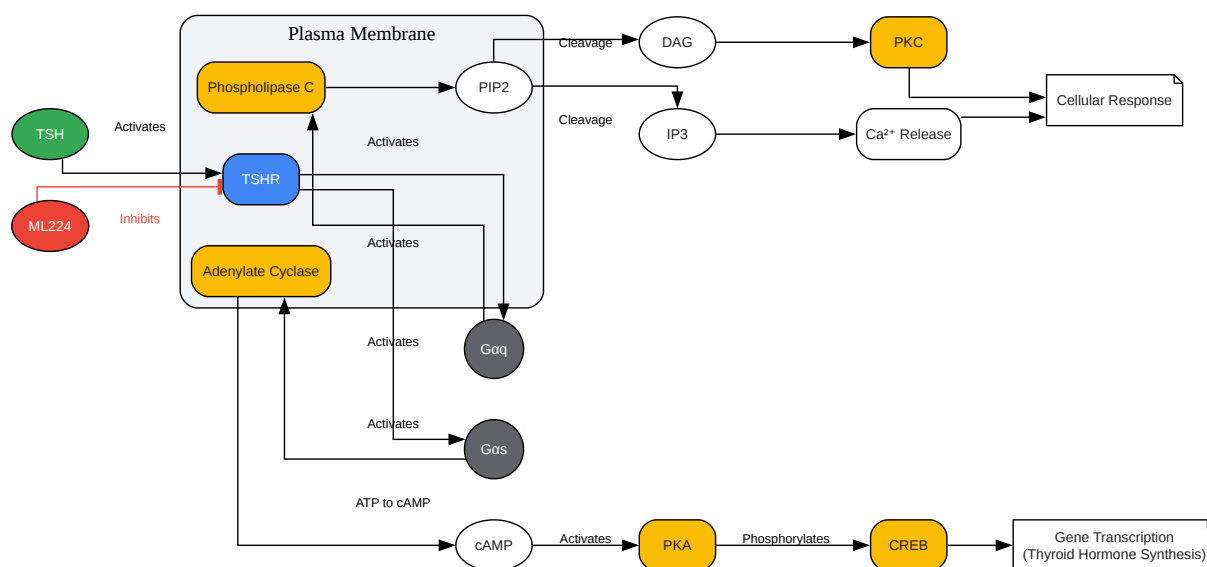 Plasma Membrane
Cleavage
DAG
PKC
Phospholipase C
PIP2
Cellular Response
TSH
Activates
Cleavage
IP3
Ca²⁺ Release
Activates
TSHR
ML224
Inhibits
Activates
Adenylate Cyclase
Activates
Gαq
Activates
Gαs
ATP to cAMP
cAMP
Activates
PKA
Phosphorylates
CREB
Gene Transcription
(Thyroid Hormone Synthesis)